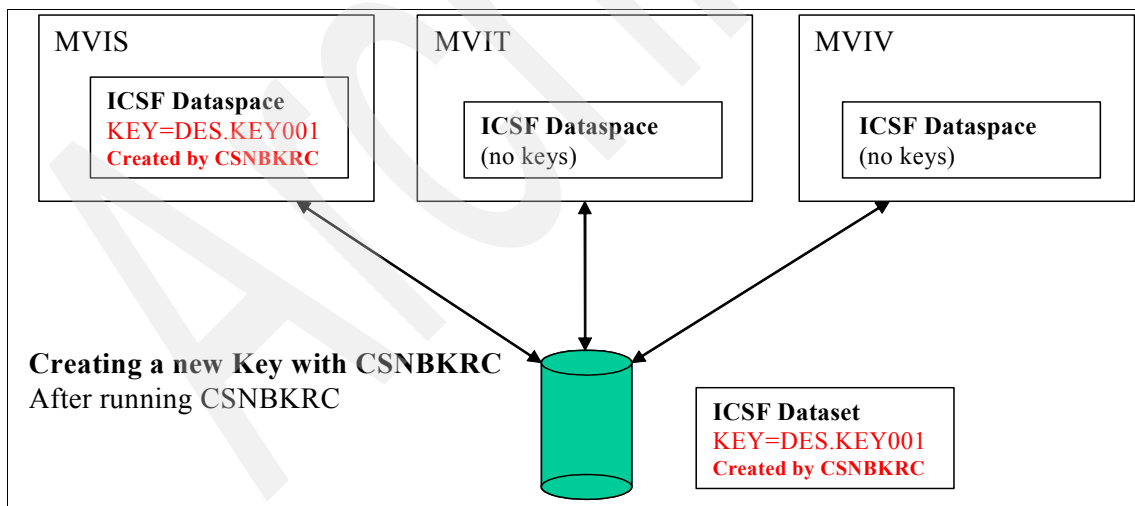 MVIS
ICSF Dataspace
KEY=DES.KEY001
Created by CSNBKRC
MVIT
ICSF Dataspace
(no keys)
MVIV
ICSF Dataspace
(no keys)
Creating a new Key with CSNBKRC
After running CSNBKRC
ICSF Dataset
KEY=DES.KEY001
Created by CSNBKRC